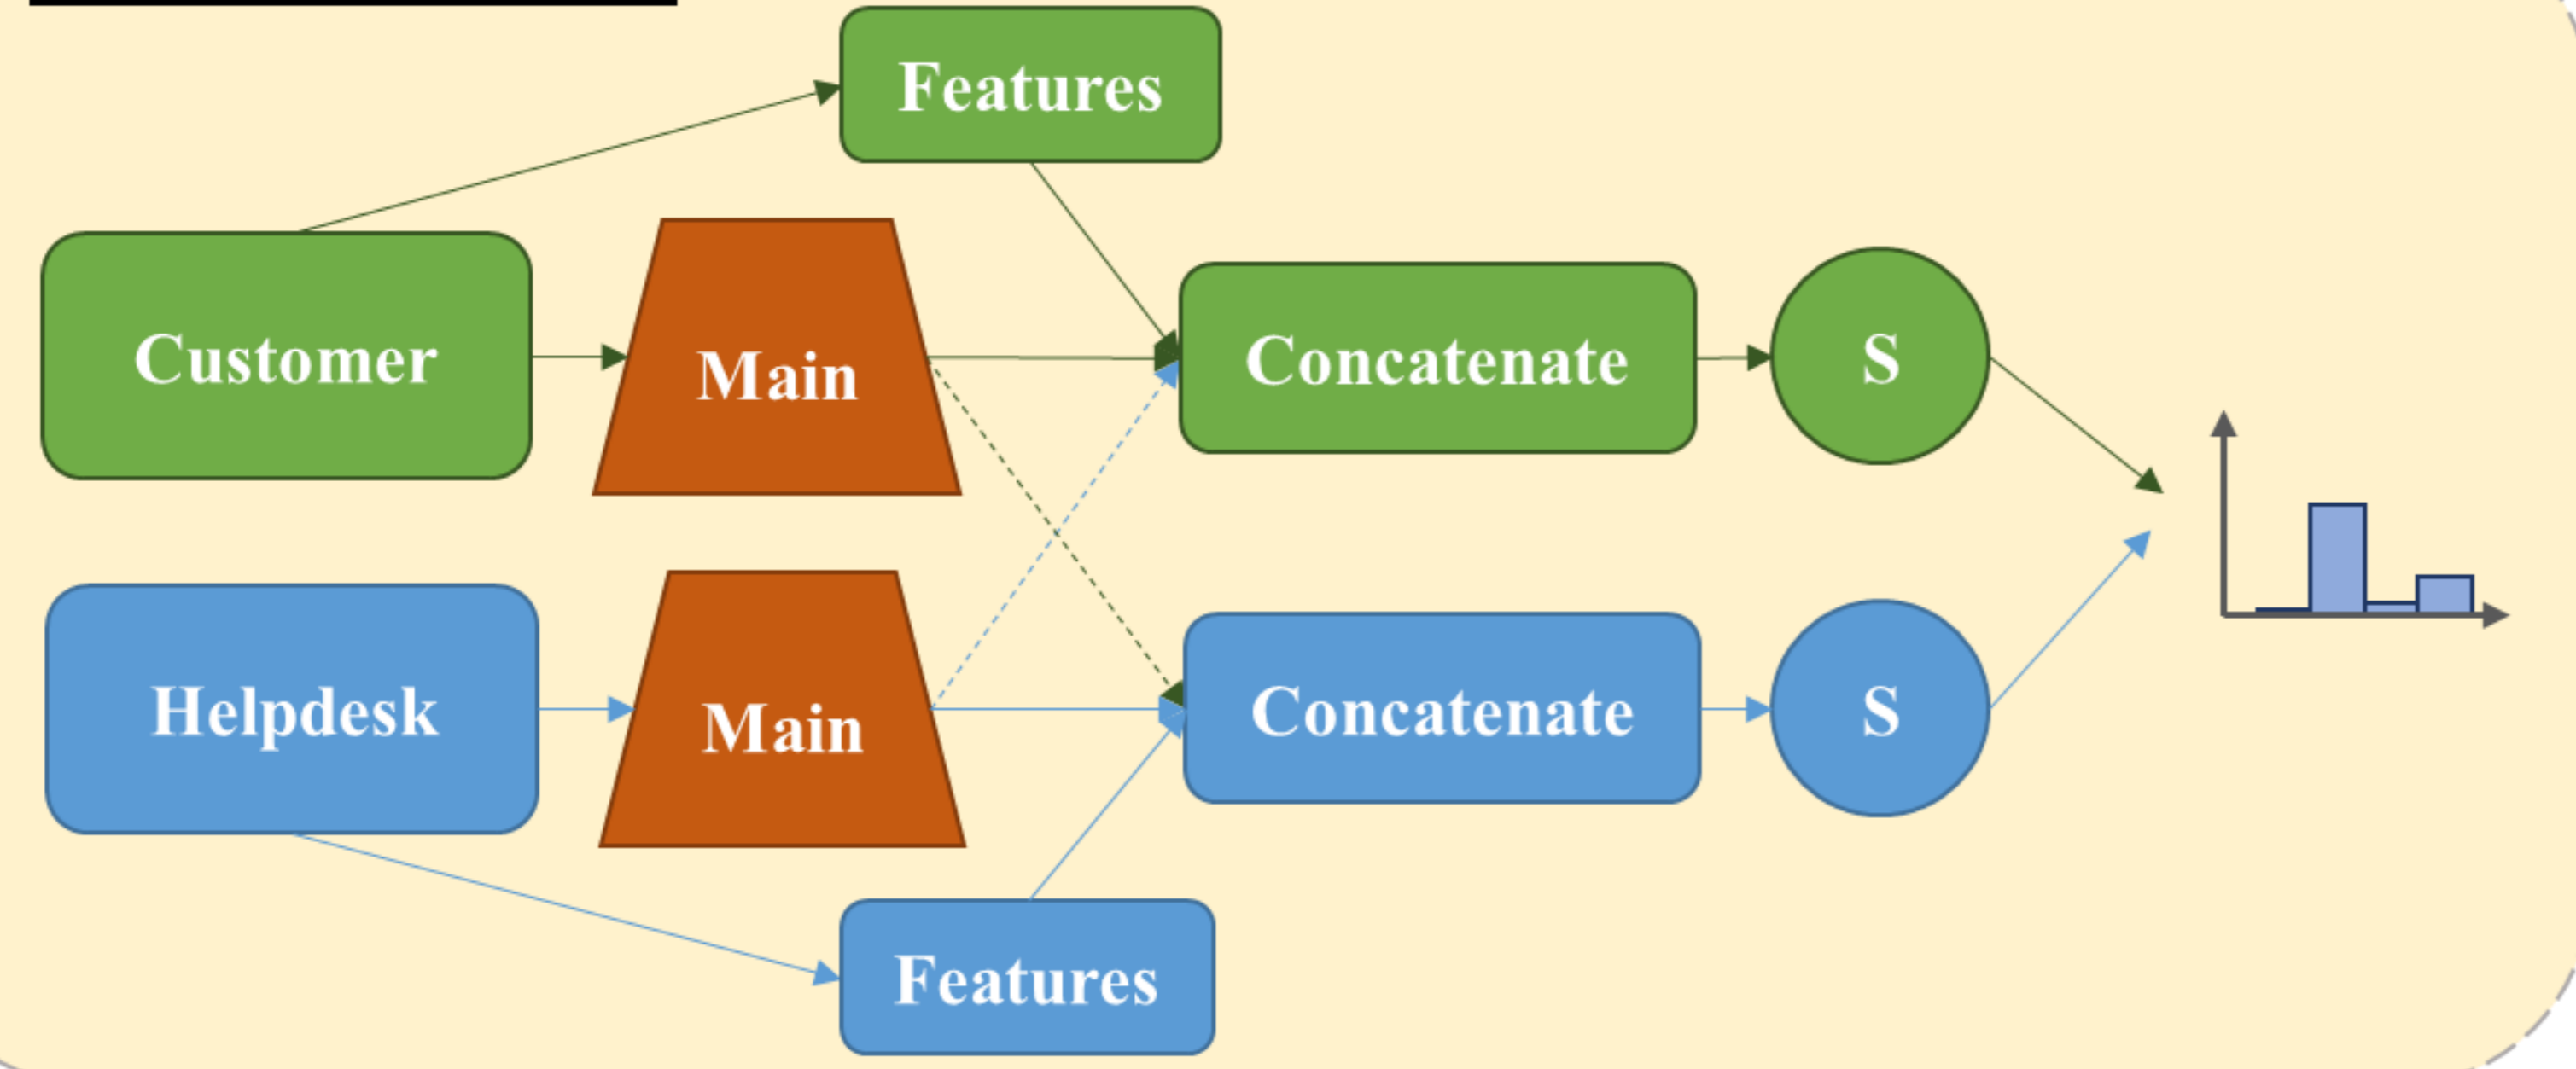 Features
Customer
Main
Concatenate
S
Helpdesk
Main
Concatenate
S
Features